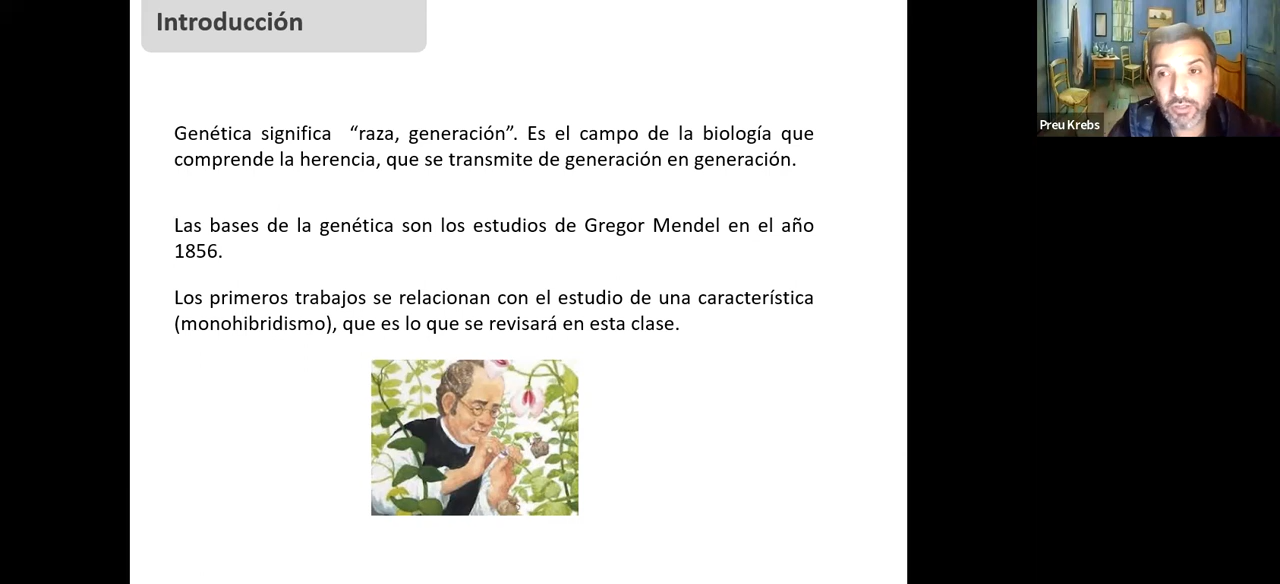 Introducción
Genética significa “raza, generación”. Es el campo de la biología que
comprende la herencia, que se transmite de generación en generación.
Las bases de la genética son los estudios de Gregor Mendel en el año
1856.
Los primeros trabajos se relacionan con el estudio de una característica
(monohibridismo), que es lo que se revisará en esta clase.
Preu Krebs